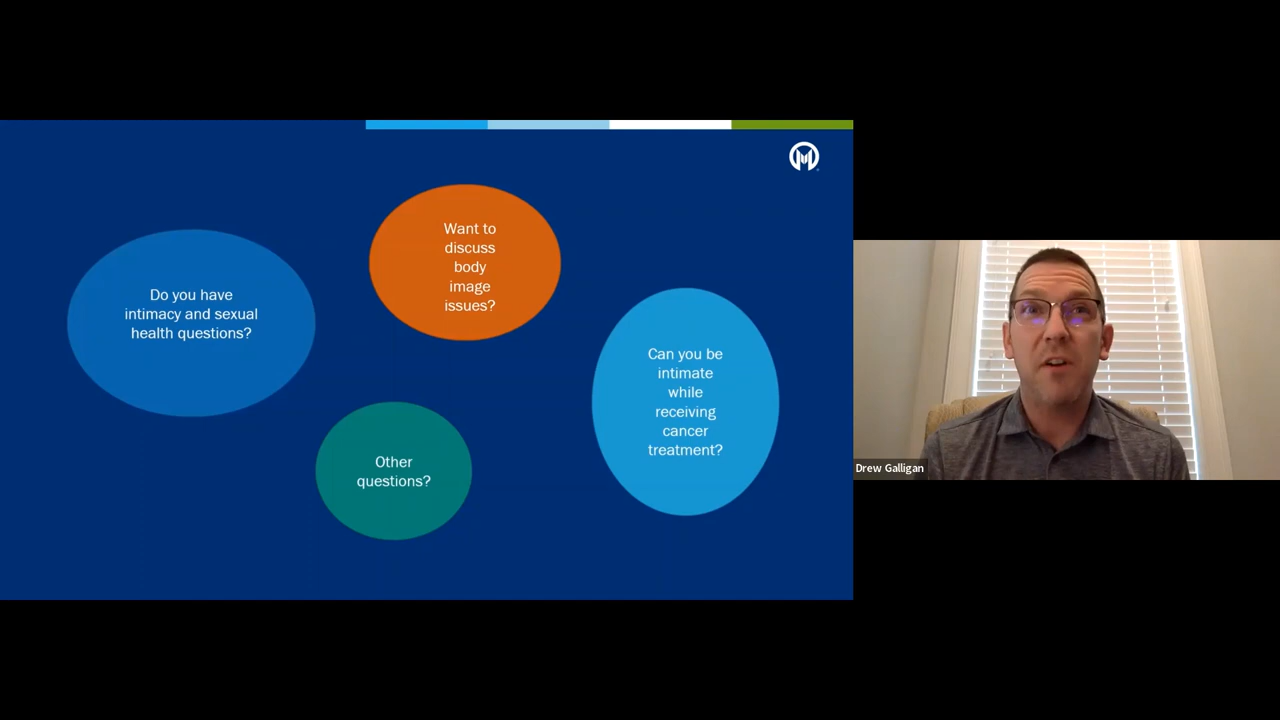 Want to
discuss
body
image
issues?
Do you have
intimacy and sexual
health questions?
Can you be
intimate
while
receiving
cancer
treatment?
Other
questions?
Drew Galligan